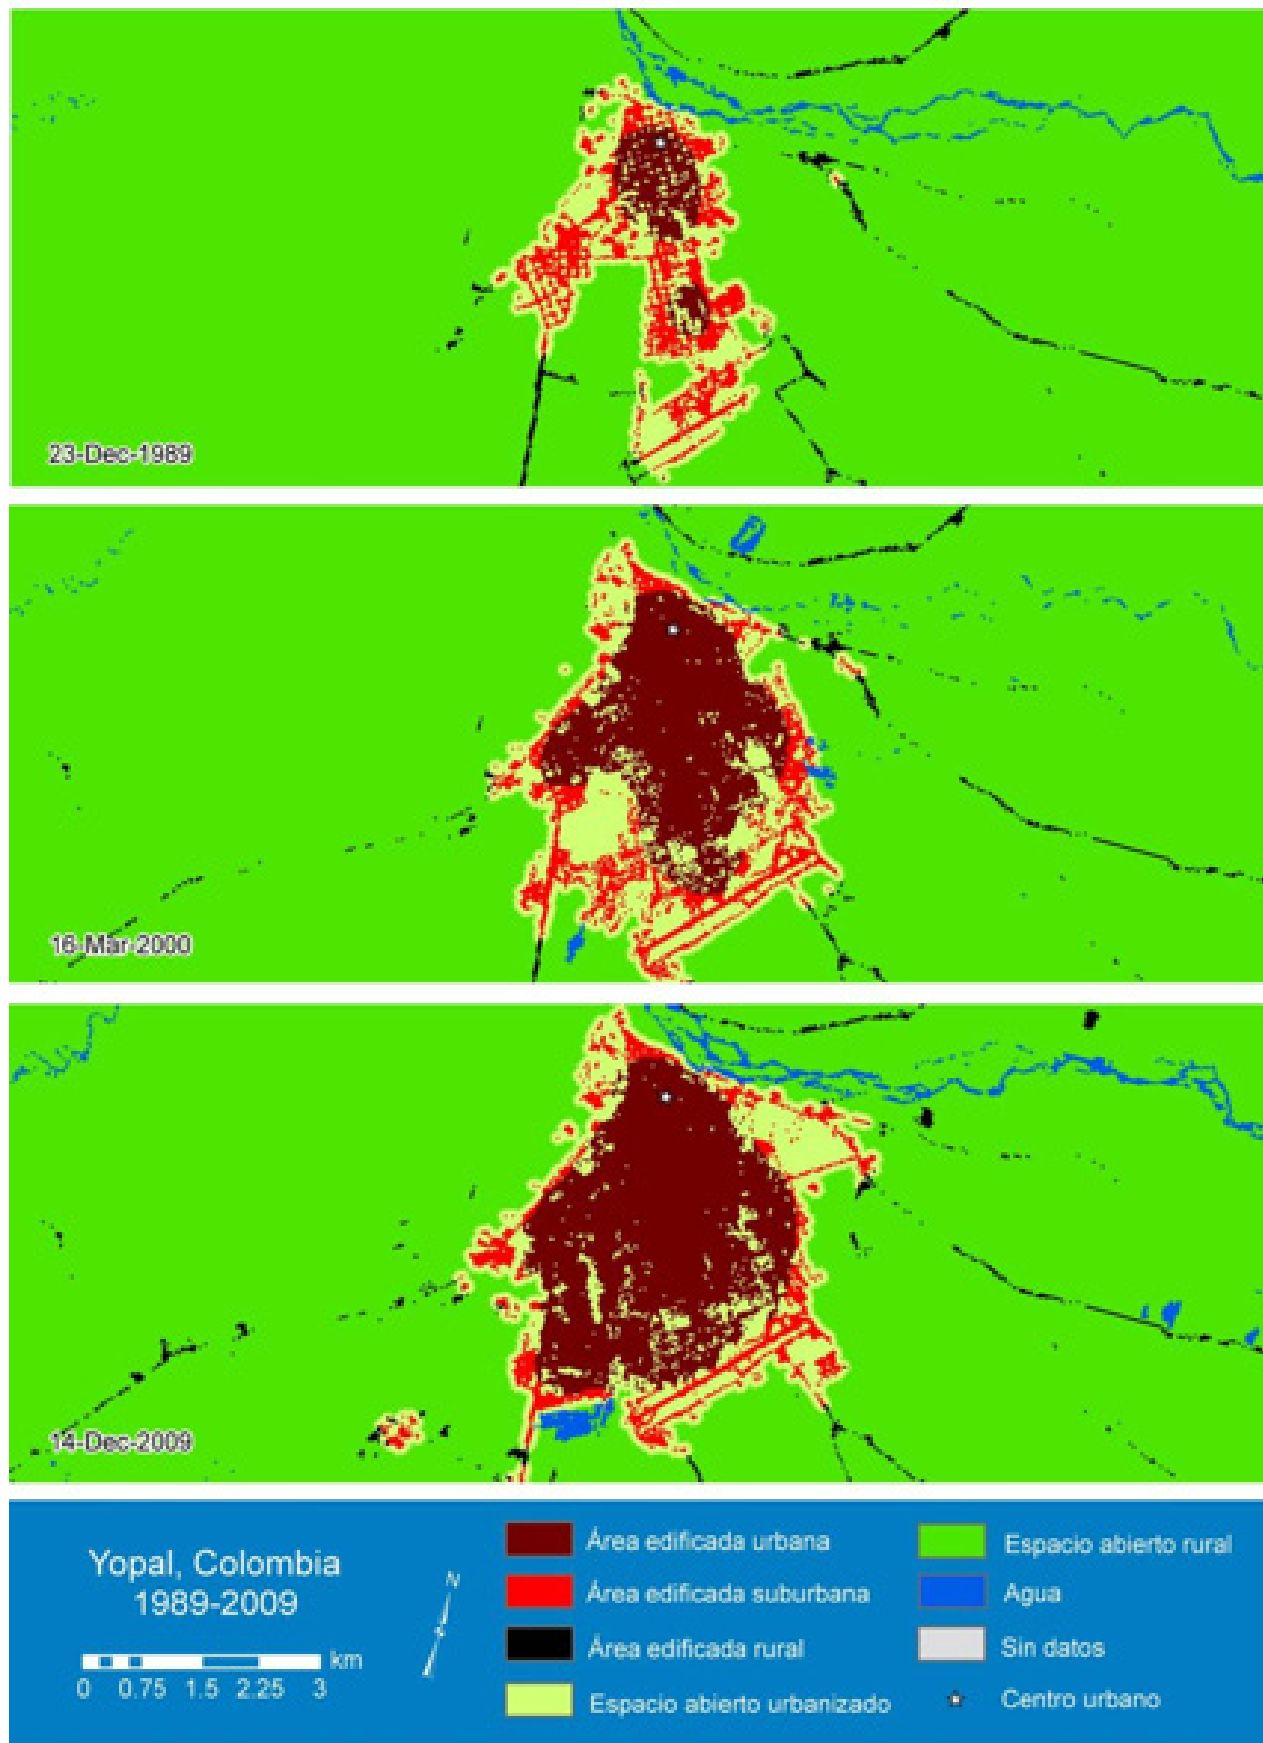 23-Dec-1989
16-Mar-2000
14-Dec-2009
Yopal, Colombia
1989-2009
N
km
0 0.75 1.5 2.25 3
Área edificada urbana
Área edificada suburbana
Área edificada rural
Espacio abierto urbanizado
Espacio abierto rural
Agua
Sin datos
Centro urbano